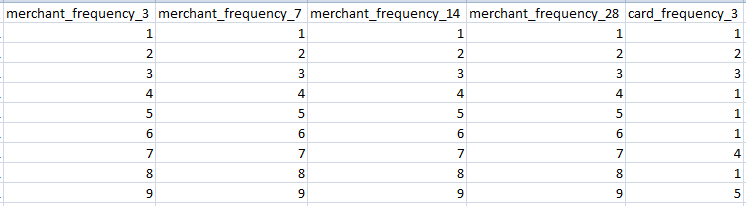 merchant_frequency_3 merchant_frequency_7 merchant_frequency_14 merchant_frequency_28 card_frequency_3
1 1 1 1 1
2 2 2 2 2
3 3 3 3 3
4 4 4 4 1
5 5 5 5 1
6 6 6 6 1
7 7 7 7 4
8 8 8 8 1
9 9 9 9 5